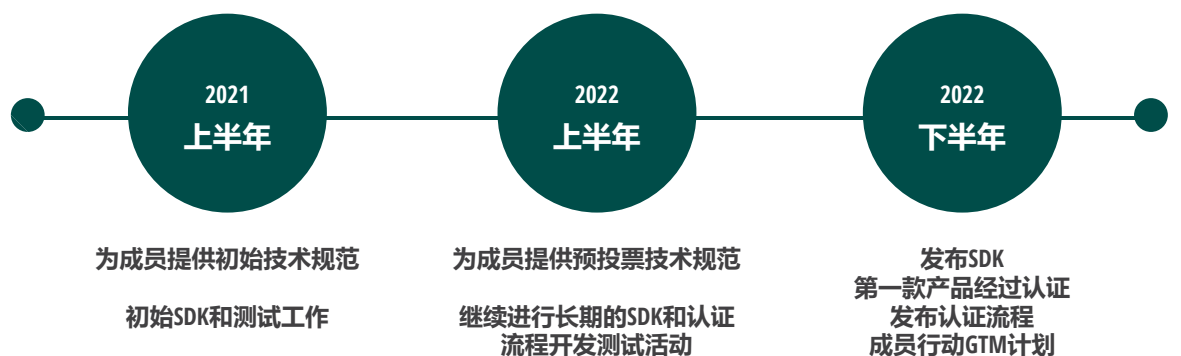 2021
上半年
为成员提供初始技术规范
初始SDK和测试工作
2022
上半年
为成员提供预投票技术规范
继续进行长期的SDK和认证
流程开发测试活动
2022
下半年
发布SDK
第一款产品经过认证
发布认证流程
成员行动GTM计划